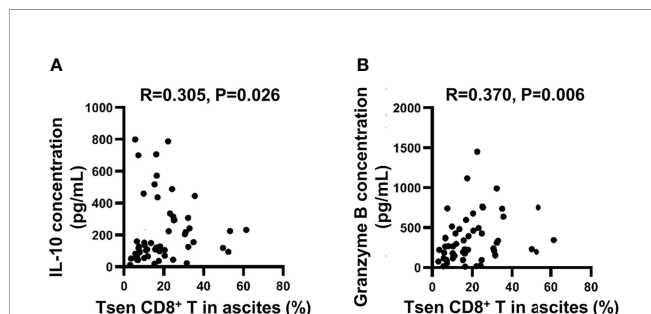 A
R=0.305, P=0.026
IL-10 concentration
(pg/mL)
1000
800
600
400
200
0
0 20 40 60 80
Tsen CD8⁺ T in ascites (%)
B
R=0.370, P=0.006
Granzyme B concentration
(pg/mL)
2000
1500
1000
500
0
0 20 40 60 80
Tsen CD8⁺ T in ascites (%)